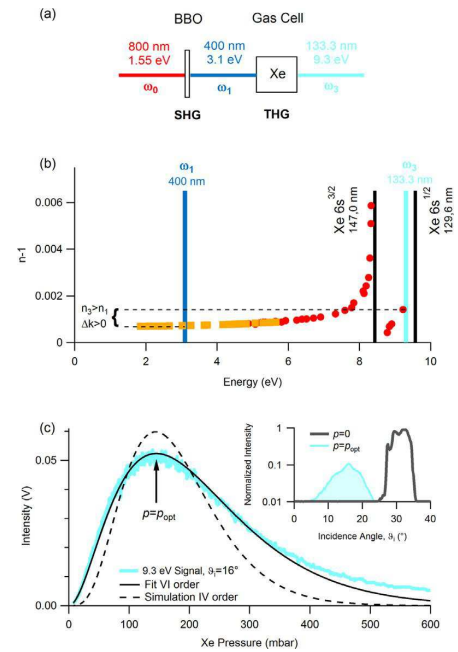 (a)
BBO
Gas Cell
800 nm
1.55 eV
ω₀
400 nm
3.1 eV
ω₁
Xe
133.3 nm
9.3 eV
ω₃
SHG
THG
(b)
ω₁
400 nm
Xe 6s 3/2
147,0 nm
ω₃
133.3 nm
Xe 6s 1/2
129,6 nm
n-1
0.006
0.004
0.002
0
n₃>n₁
Δk>0
0
2
4
6
8
10
Energy (eV)
(c)
Intensity (V)
0.05
0.00
p=pₒₚₜ
9.3 eV Signal, ϑᵢ=16°
Fit VI order
Simulation IV order
0
100
200
300
400
500
600
Xe Pressure (mbar)
Normalized Intensity
1
0.1
0.01
p=0
p=pₒₚₜ
0
10
20
30
40
Incidence Angle, ϑᵢ (°)